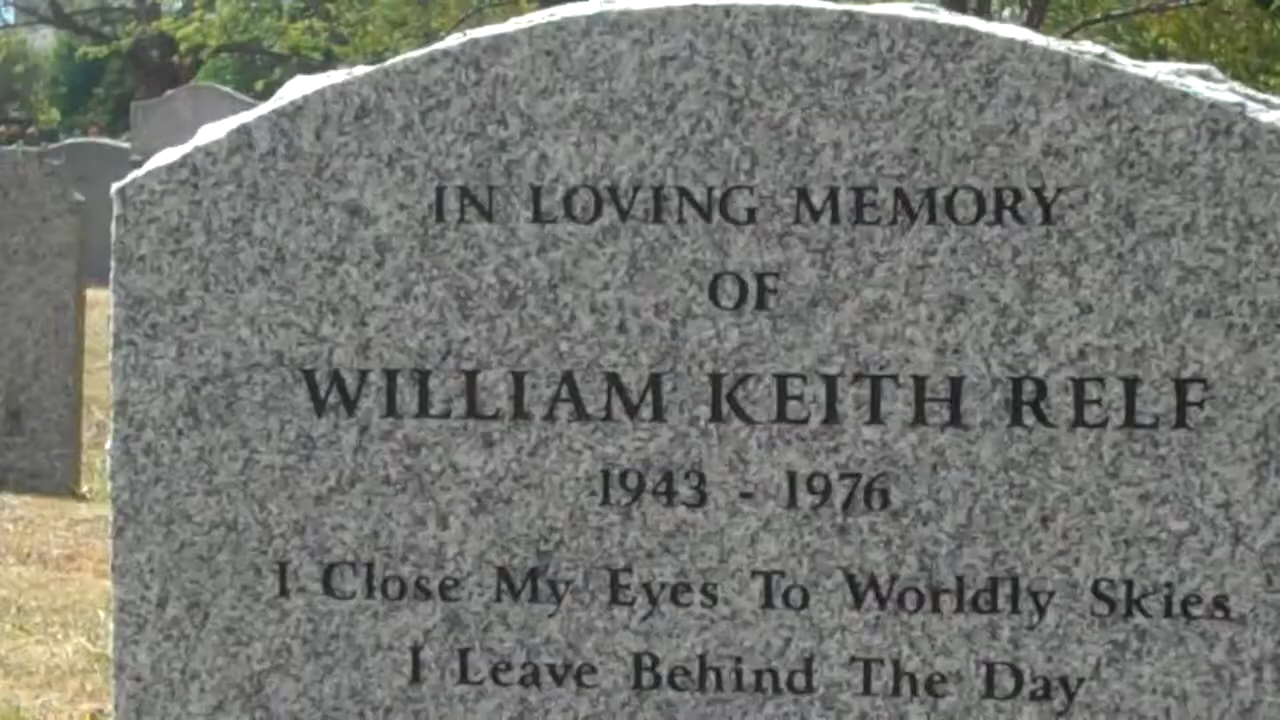 IN LOVING MEMORY
OF
WILLIAM KEITH RELF
1943 - 1976
I Close My Eyes To Worldly Skies
I Leave Behind The Day